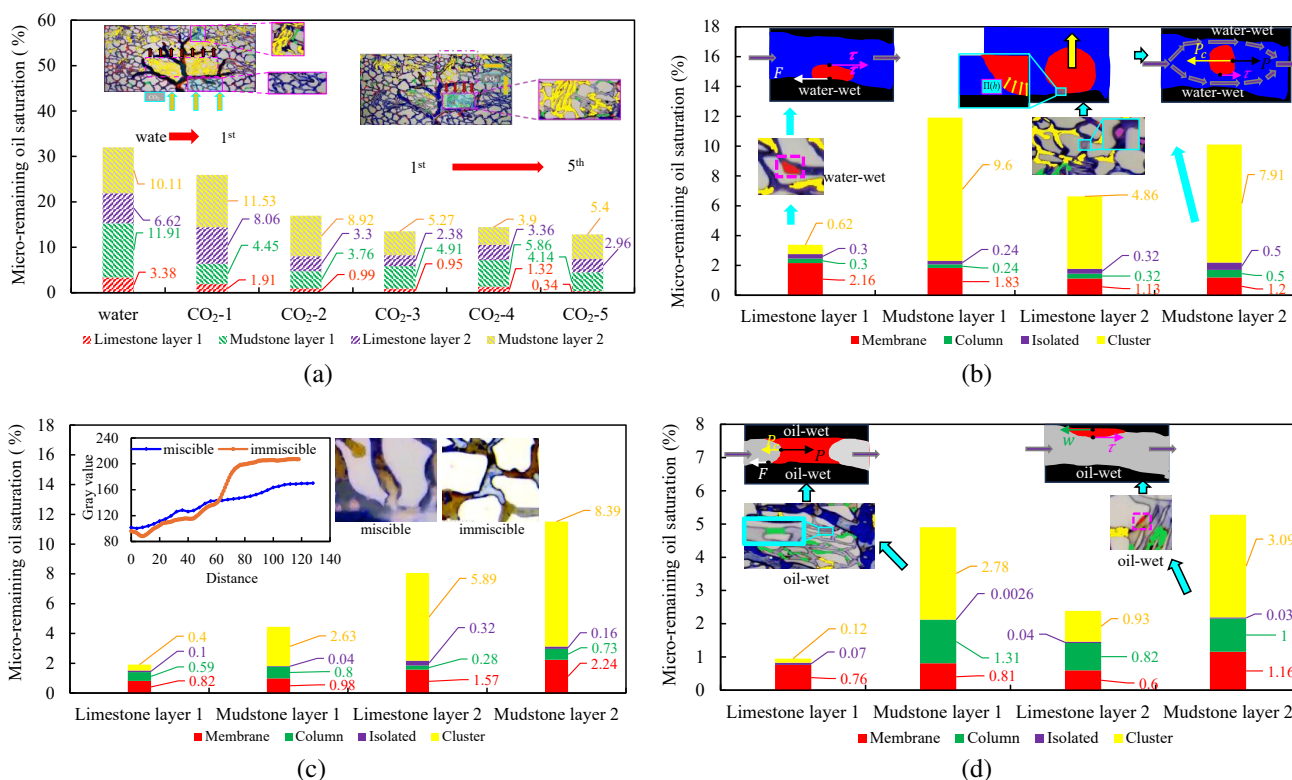 Micro-remaining oil saturation (%)
60
50
40
30
20
10
0
wate
1st
1st
5th
10.11
6.62
11.91
3.38
11.53
8.06
4.45
1.91
8.92
3.3
3.76
0.99
5.27
2.38
4.91
0.95
3.9
3.36
5.86
1.32
5.4
2.96
4.14
0.34
water CO2-1 CO2-2 CO2-3 CO2-4 CO2-5
Limestone layer 1 Mudstone layer 1 Limestone layer 2 Mudstone layer 2
(a)
Micro-remaining oil saturation (%)
18
16
14
12
10
8
6
4
2
0
F τ
water-wet
Π(h)
water-wet
Pc P
τ
water-wet
water-wet
0.62
0.3
0.3
2.16
9.6
0.24
0.24
1.83
4.86
0.32
0.32
1.13
7.91
0.5
0.5
1.2
Limestone layer 1 Mudstone layer 1 Limestone layer 2 Mudstone layer 2
Membrane Column Isolated Cluster
(b)
Micro-remaining oil saturation (%)
18
16
14
12
10
8
6
4
2
0
Gray value
240
200
160
120
80
miscible immiscible
0 20 40 60 80 100 120 140
Distance
miscible immiscible
0.4
0.1
0.59
0.82
2.63
0.04
0.8
0.98
5.89
0.32
0.28
1.57
8.39
0.16
0.73
2.24
Limestone layer 1 Mudstone layer 1 Limestone layer 2 Mudstone layer 2
Membrane Column Isolated Cluster
(c)
Micro-remaining oil saturation (%)
8
7
6
5
4
3
2
1
0
oil-wet
Pc P
F oil-wet
oil-wet
w τ
oil-wet
0.12
0.07
0.76
2.78
0.0026
1.31
0.81
0.93
0.04
0.82
0.6
3.09
0.03
1
1.16
Limestone layer 1 Mudstone layer 1 Limestone layer 2 Mudstone layer 2
Membrane Column Isolated Cluster
(d)